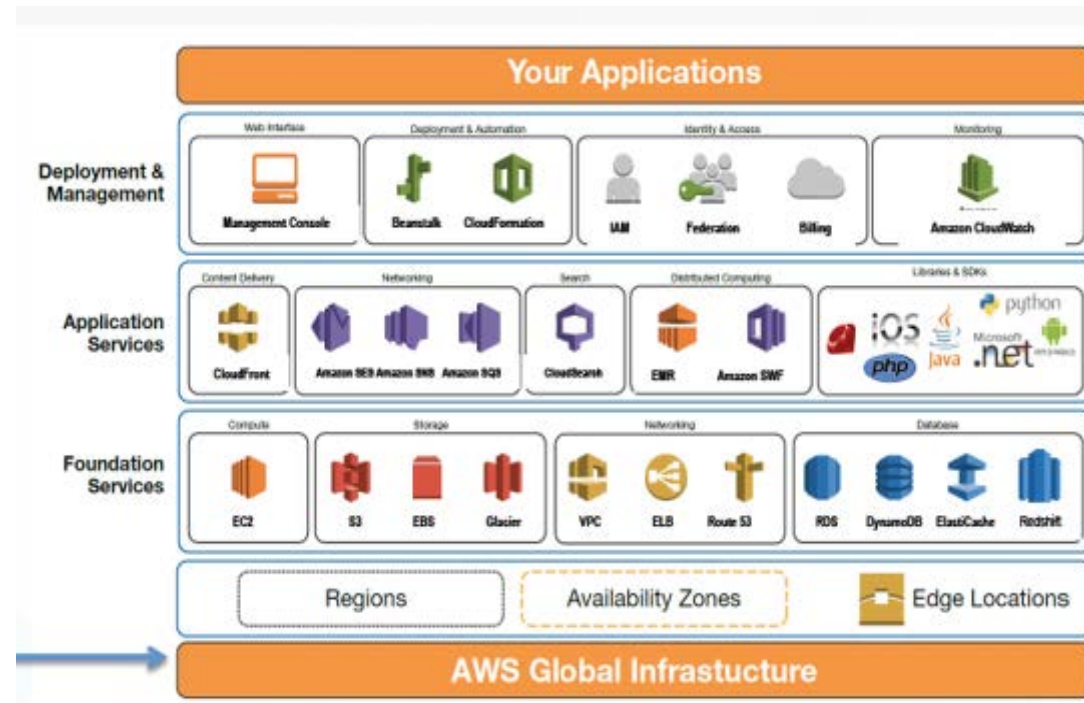 Your Applications
Deployment &
Management
Web Interface
Deployment & Automation
Identity & Access
Monitoring
Management Console
Beanstalk
CloudFormation
IAM
Federation
Billing
Amazon CloudWatch
Application
Services
Content Delivery
Networking
Search
Distributed Computing
Libraries & SDKs
CloudFront
Amazon SES Amazon SNS Amazon SQS
CloudSearch
EMR
Amazon SWF
iOS
php
Java
python
Microsoft
.net
Foundation
Services
Compute
Storage
Networking
Database
EC2
S3
EBS
Glacier
VPC
ELB
Route 53
RDS
DynamoDB
ElastiCache
Redshift
Regions
Availability Zones
Edge Locations
AWS Global Infrastucture